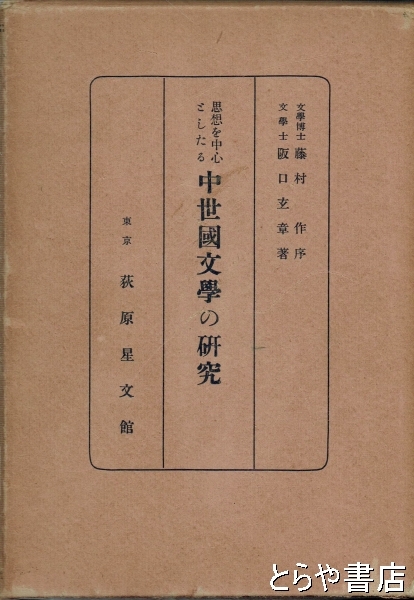 文學博士 藤村 作序
文學士 阪口玄章著
思想を中心
としたる
中世國文學の研究
東京 荻原星文館
とらや書店